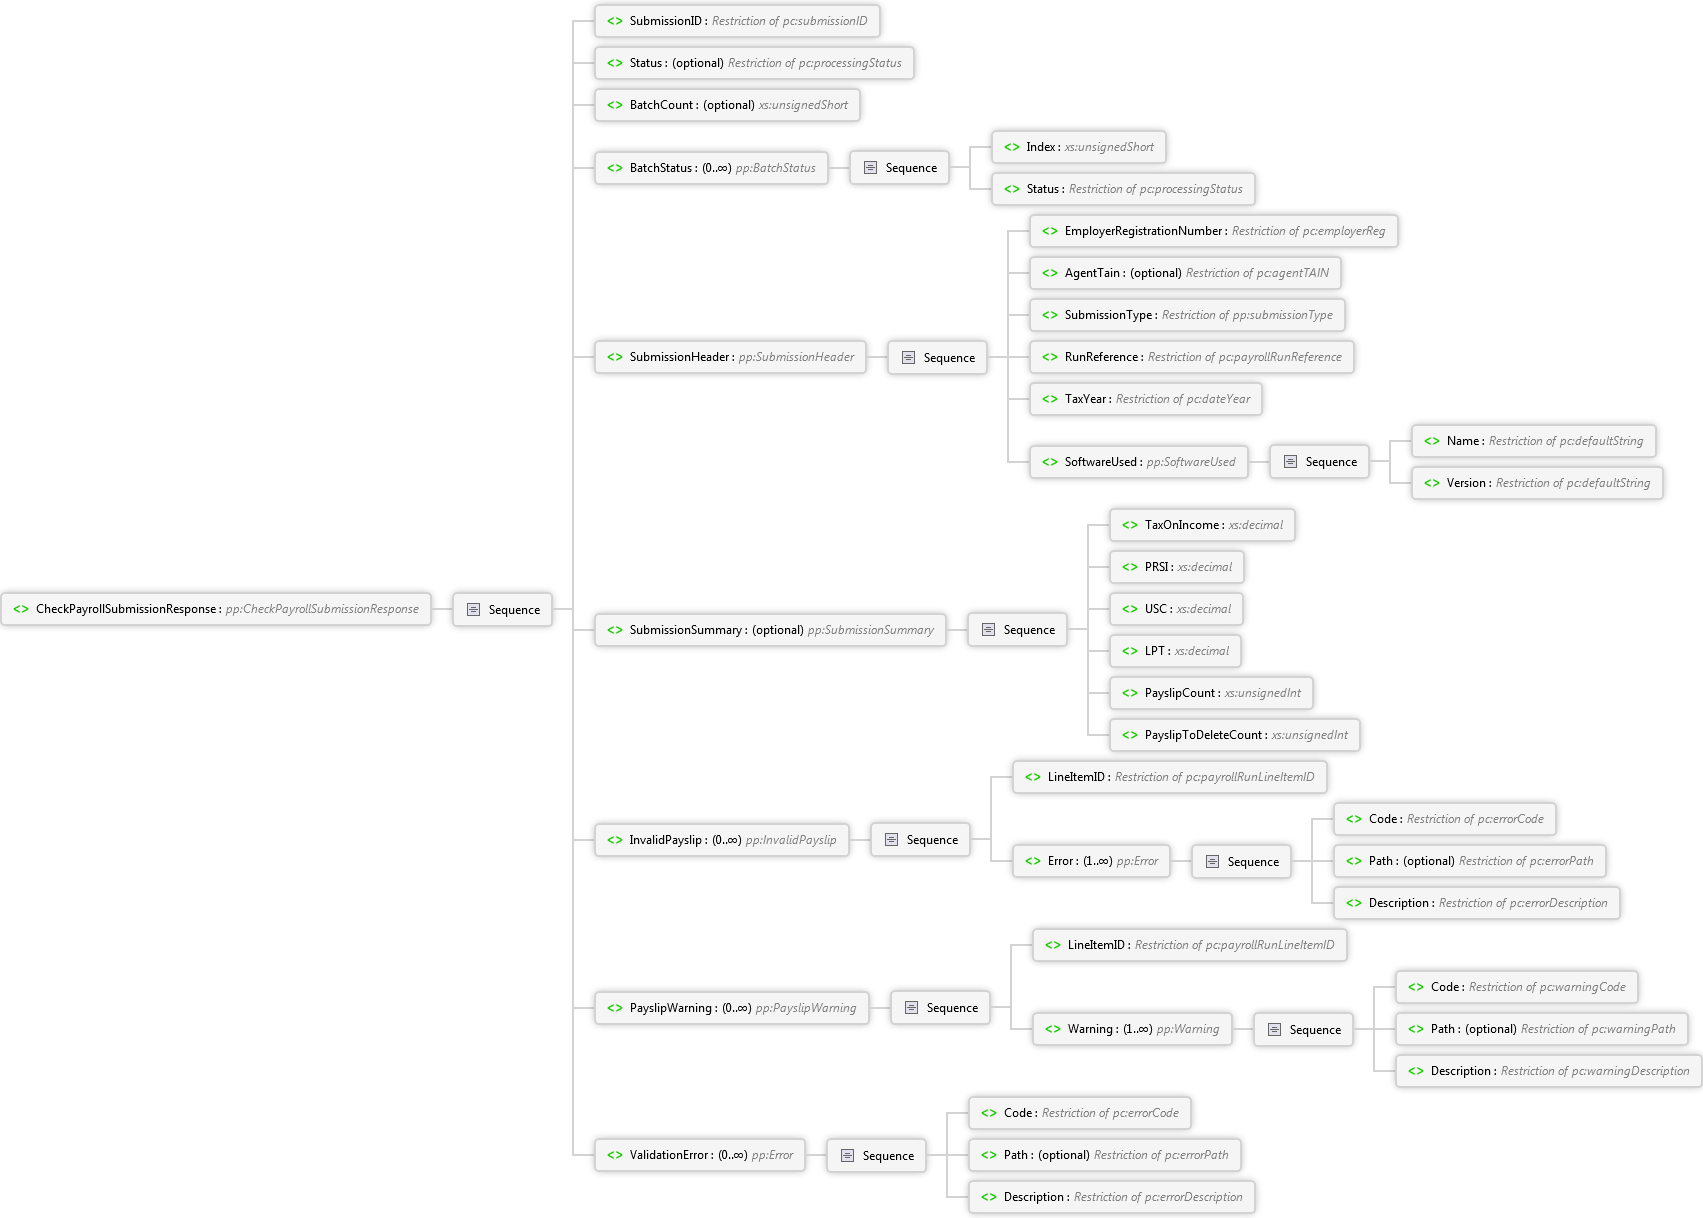 <> SubmissionID : Restriction of pc:submissionID
<> Status : (optional) Restriction of pc:processingStatus
<> BatchCount : (optional) xs:unsignedShort
<> Index : xs:unsignedShort
<> BatchStatus : (0..∞) pp:BatchStatus
Sequence
<> Status : Restriction of pc:processingStatus
<> EmployerRegistrationNumber : Restriction of pc:employerReg
<> AgentTain : (optional) Restriction of pc:agentTAIN
<> SubmissionType : Restriction of pp:submissionType
<> SubmissionHeader : pp:SubmissionHeader
Sequence
<> RunReference : Restriction of pc:payrollRunReference
<> TaxYear : Restriction of pc:dateYear
<> Name : Restriction of pc:defaultString
<> SoftwareUsed : pp:SoftwareUsed
Sequence
<> Version : Restriction of pc:defaultString
<> TaxOnIncome : xs:decimal
<> PRSI : xs:decimal
<> CheckPayrollSubmissionResponse : pp:CheckPayrollSubmissionResponse
Sequence
<> USC : xs:decimal
<> SubmissionSummary : (optional) pp:SubmissionSummary
Sequence
<> LPT : xs:decimal
<> PayslipCount : xs:unsignedInt
<> PayslipToDeleteCount : xs:unsignedInt
<> LineItemID : Restriction of pc:payrollRunLineItemID
<> Code : Restriction of pc:errorCode
<> InvalidPayslip : (0..∞) pp:InvalidPayslip
Sequence
<> Error : (1..∞) pp:Error
Sequence
<> Path : (optional) Restriction of pc:errorPath
<> Description : Restriction of pc:errorDescription
<> LineItemID : Restriction of pc:payrollRunLineItemID
<> Code : Restriction of pc:warningCode
<> PayslipWarning : (0..∞) pp:PayslipWarning
Sequence
<> Warning : (1..∞) pp:Warning
Sequence
<> Path : (optional) Restriction of pc:warningPath
<> Description : Restriction of pc:warningDescription
<> Code : Restriction of pc:errorCode
<> ValidationError : (0..∞) pp:Error
Sequence
<> Path : (optional) Restriction of pc:errorPath
<> Description : Restriction of pc:errorDescription